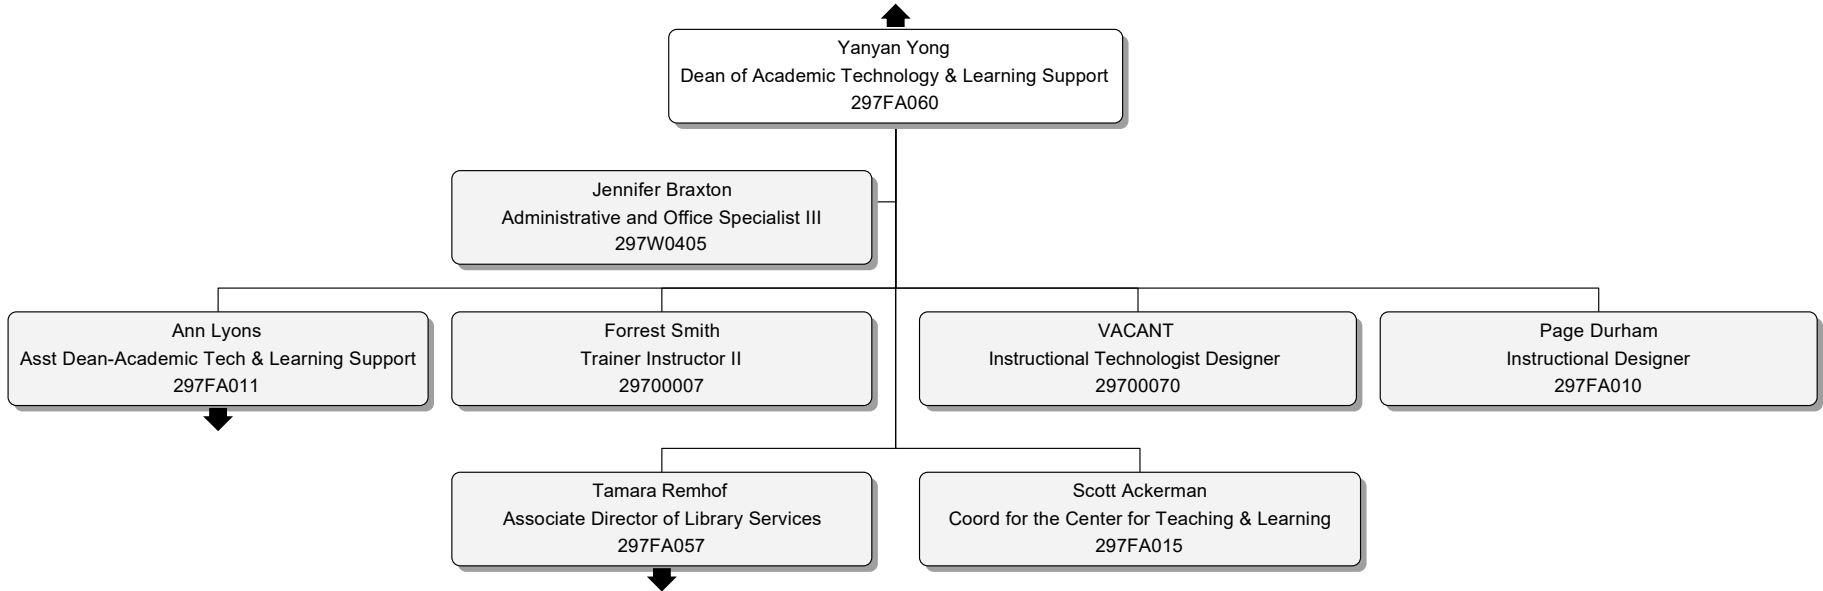 Yanyan Yong
Dean of Academic Technology & Learning Support
297FA060
Jennifer Braxton
Administrative and Office Specialist III
297W0405
Ann Lyons
Asst Dean-Academic Tech & Learning Support
297FA011
Forrest Smith
Trainer Instructor II
29700007
VACANT
Instructional Technologist Designer
29700070
Page Durham
Instructional Designer
297FA010
Tamara Remhof
Associate Director of Library Services
297FA057
Scott Ackerman
Coord for the Center for Teaching & Learning
297FA015